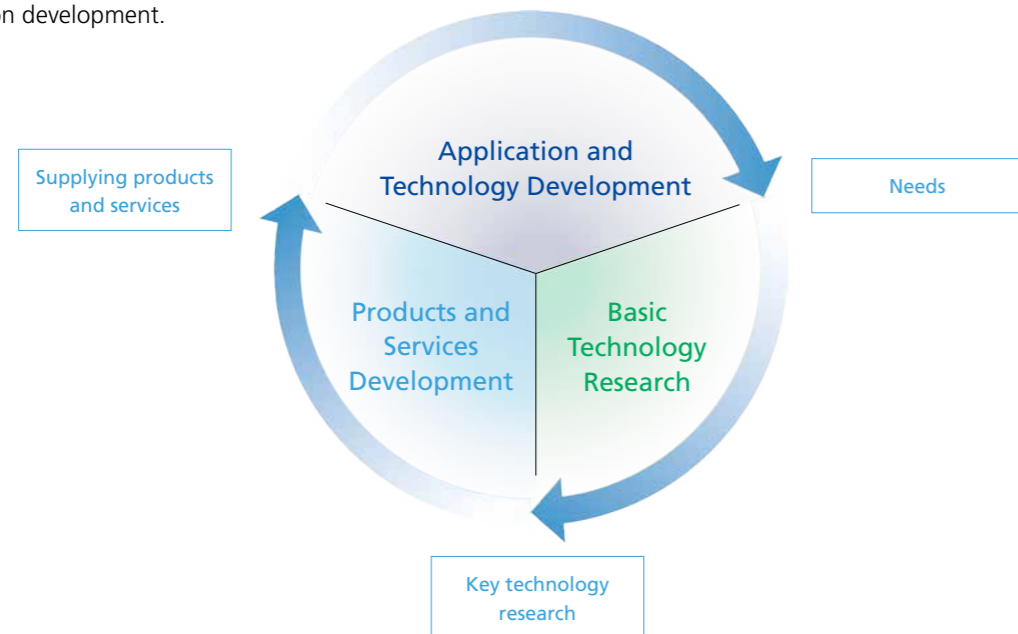 on development.
Application and
Technology Development
Supplying products
and services
Needs
Products and
Services
Development
Basic
Technology
Research
Key technology
research